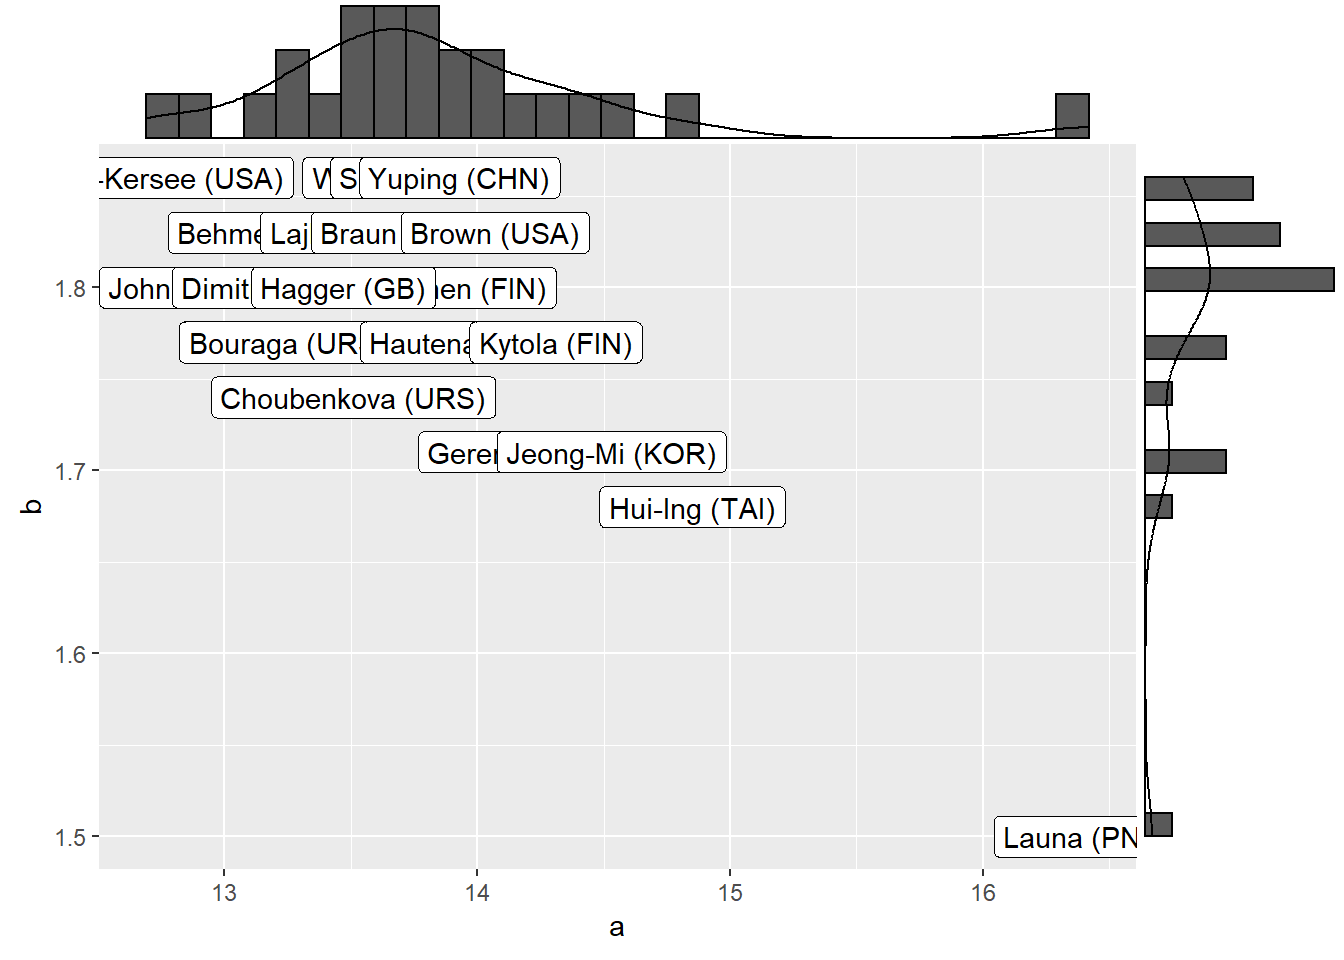 -Kersee (USA) W S Yuping (CHN)
Behme Laj Braun Brown (USA)
John Dimit Hagger (GB) nen (FIN)
1.8
Bouraga (UR Hautena Kytola (FIN)
Choubenkova (URS)
Geren Jeong-Mi (KOR)
1.7
Hui-Ing (TAI)
b
1.6
1.5
Launa (PN
13 14 15 16
a